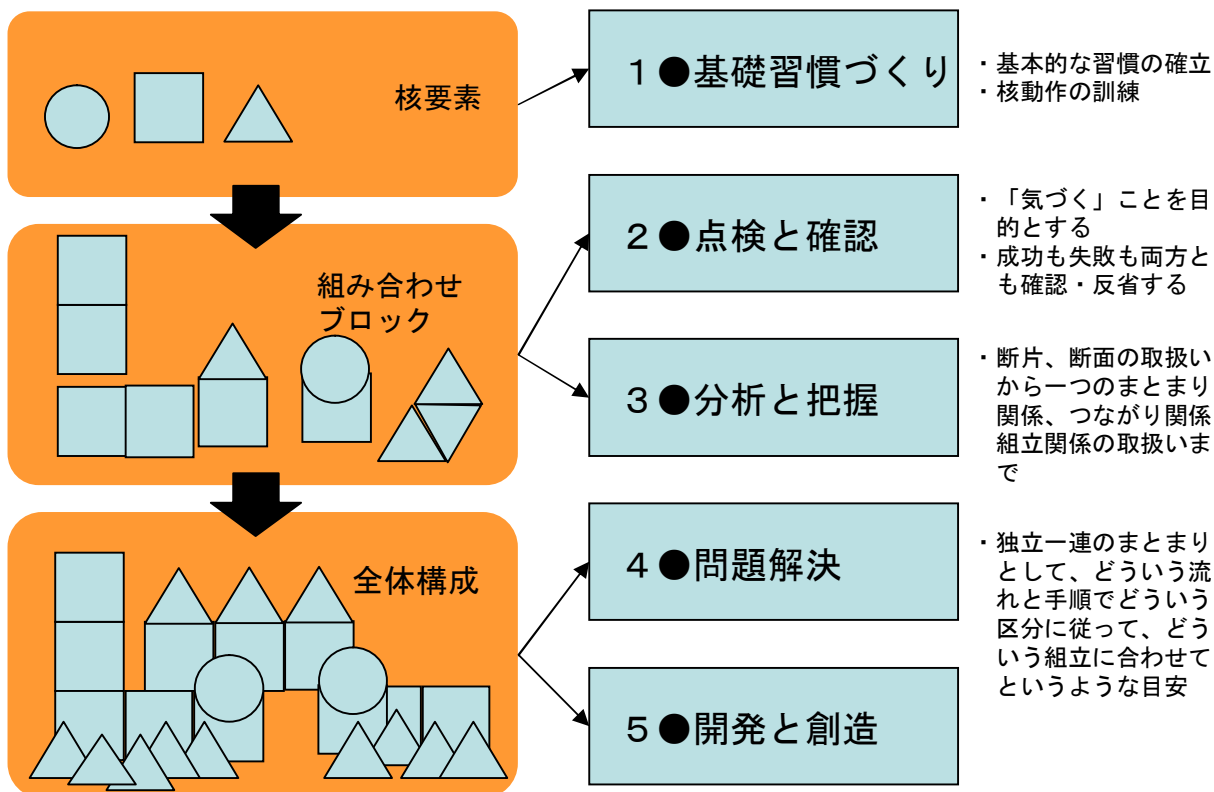 核要素
１●基礎習慣づくり
・基本的な習慣の確立
・核動作の訓練
組み合わせ
ブロック
２●点検と確認
・「気づく」ことを目
的とする
・成功も失敗も両方と
も確認・反省する
３●分析と把握
・断片、断面の取扱い
から一つのまとまり
関係、つながり関係
組立関係の取扱いま
で
全体構成
４●問題解決
・独立一連のまとまり
として、どういう流
れと手順でどういう
区分に従って、どう
いう組立に合わせて
というような目安
５●開発と創造